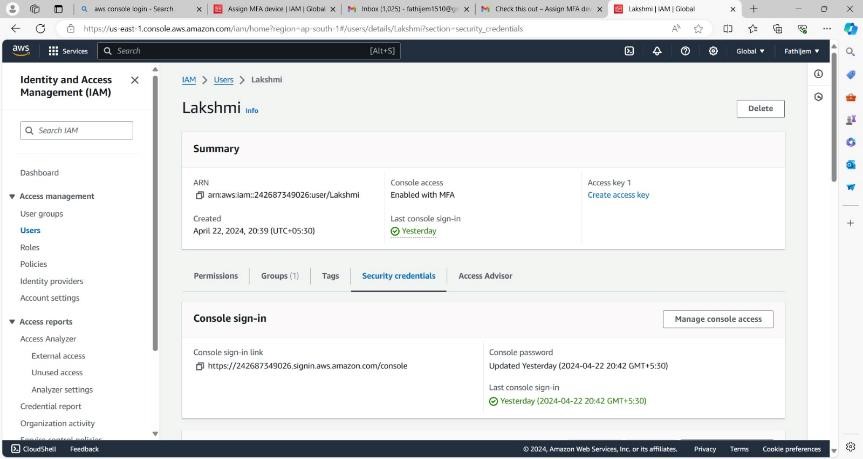 aws console login - Search
Assign MFA device | IAM | Global
Inbox (1,025) - fathijem1510@g
Check this out – Assign MFA dev
Lakshmi | IAM | Global
https://us-east-1.console.aws.amazon.com/iam/home?region=ap-south-1#/users/details/Lakshmi?section=security_credentials
aws
Services
Search
[Alt+S]
Global
Fathijem
Identity and Access
Management (IAM)
Search IAM
Dashboard
Access management
User groups
Users
Roles
Policies
Identity providers
Account settings
Access reports
Access Analyzer
External access
Unused access
Analyzer settings
Credential report
Organization activity
Service control policies
IAM > Users > Lakshmi
Lakshmi Info
Delete
Summary
ARN
arn:aws:iam::242687349026:user/Lakshmi
Console access
Enabled with MFA
Access key 1
Create access key
Created
April 22, 2024, 20:39 (UTC+05:30)
Last console sign-in
Yesterday
Permissions
Groups (1)
Tags
Security credentials
Access Advisor
Console sign-in
Manage console access
Console sign-in link
https://242687349026.signin.aws.amazon.com/console
Console password
Updated Yesterday (2024-04-22 20:42 GMT+5:30)
Last console sign-in
Yesterday (2024-04-22 20:42 GMT+5:30)
CloudShell
Feedback
© 2024, Amazon Web Services, Inc. or its affiliates.
Privacy
Terms
Cookie preferences